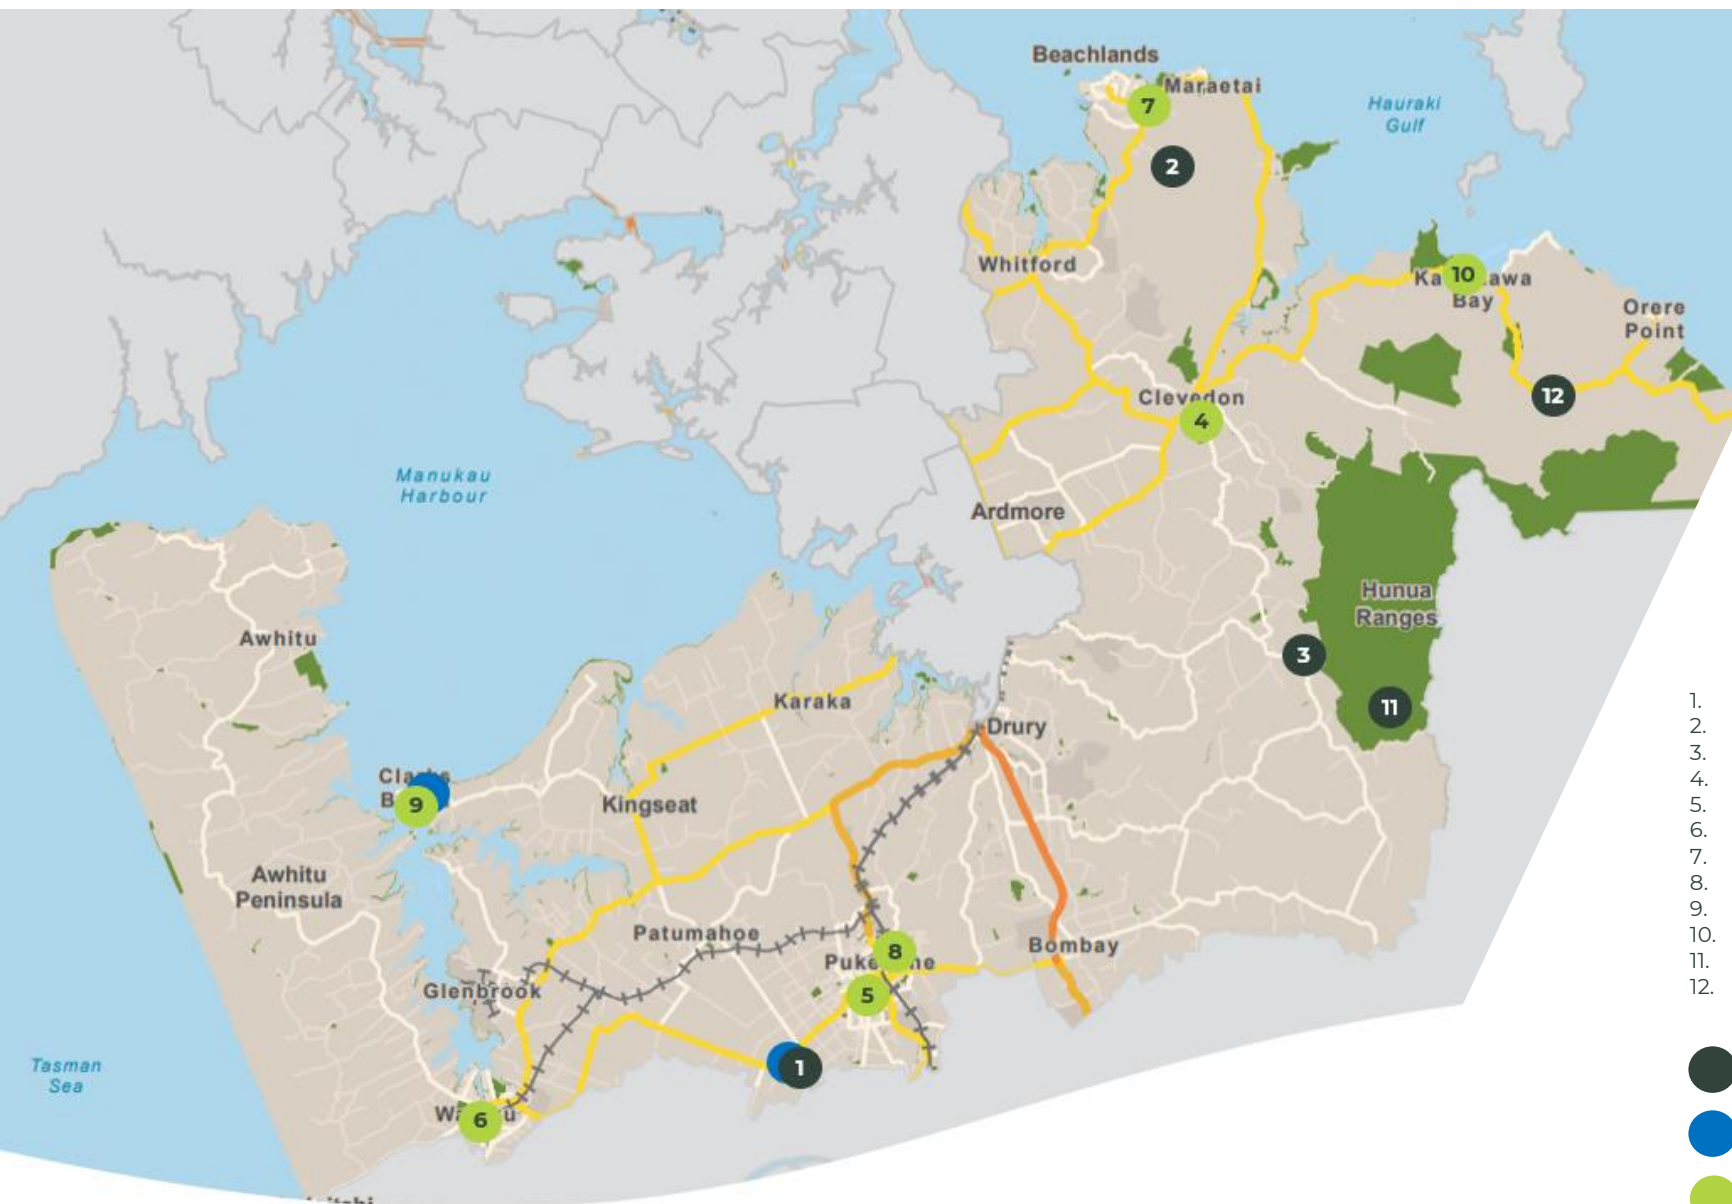 Beachlands
Maraetai
7
Hauraki
Gulf
2
Whitford
10
Bay
Orere
Point
12
Clevedon
4
Manukau
Harbour
Ardmore
Hunua
Ranges
Awhitu
3
11
Karaka
Drury
9
Kingseat
Awhitu
Peninsula
Patumahoe
8
Bombay
Glenbrook
5
1
Tasman
Sea
6
1.
2.
3.
4.
5.
6.
7.
8.
9.
10.
11.
12.